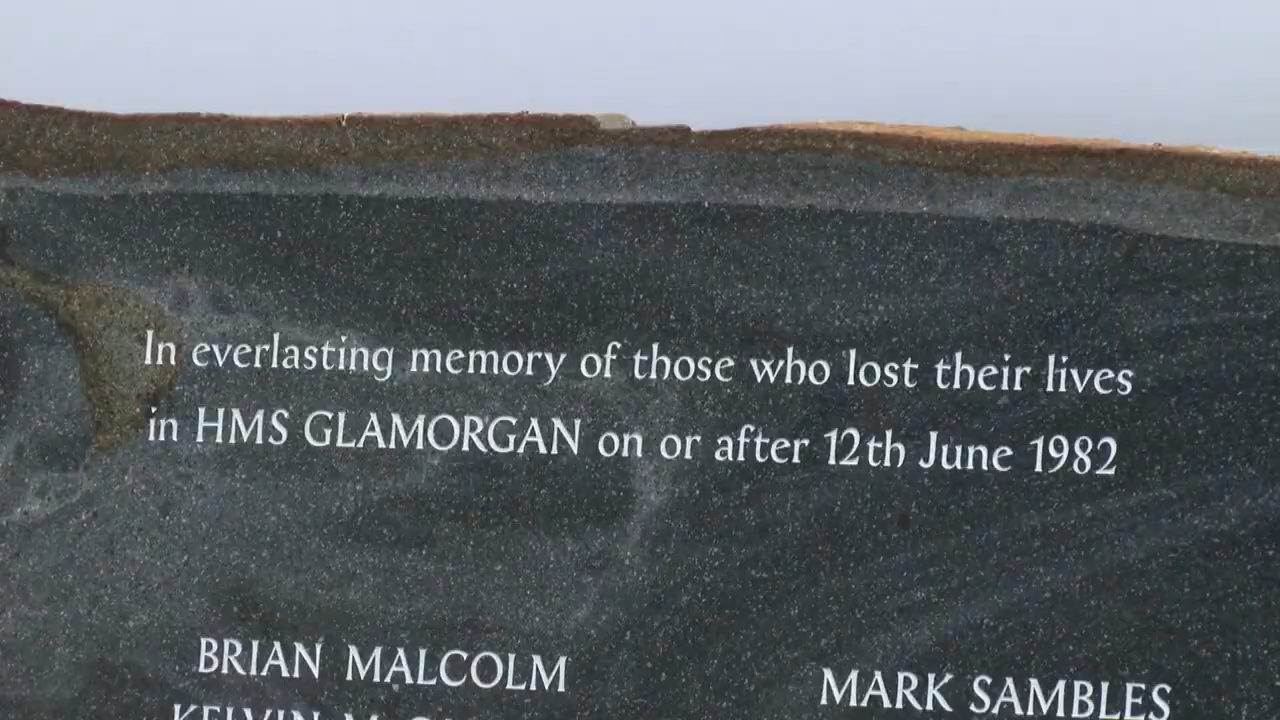 In everlasting memory of those who lost their lives
in HMS GLAMORGAN on or after 12th June 1982
BRIAN MALCOLM
MARK SAMBLES
KELVIN